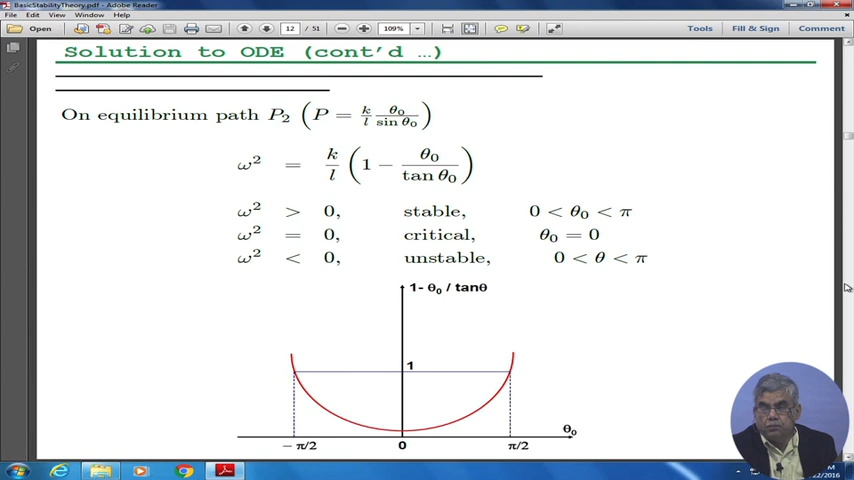 BasicStabilityTheory.pdf - Adobe Reader
File Edit View Window Help
Open 12 / 51 109% Tools Fill & Sign Comment
Solution to ODE (cont'd …)
On equilibrium path P₂ (P = k/l θ₀/sin θ₀)
ω² = k/l (1 − θ₀/tan θ₀)
ω² > 0, stable, 0 < θ₀ < π
ω² = 0, critical, θ₀ = 0
ω² < 0, unstable, 0 < θ < π
1- θ₀ / tanθ
1
θ₀
− π/2 0 π/2